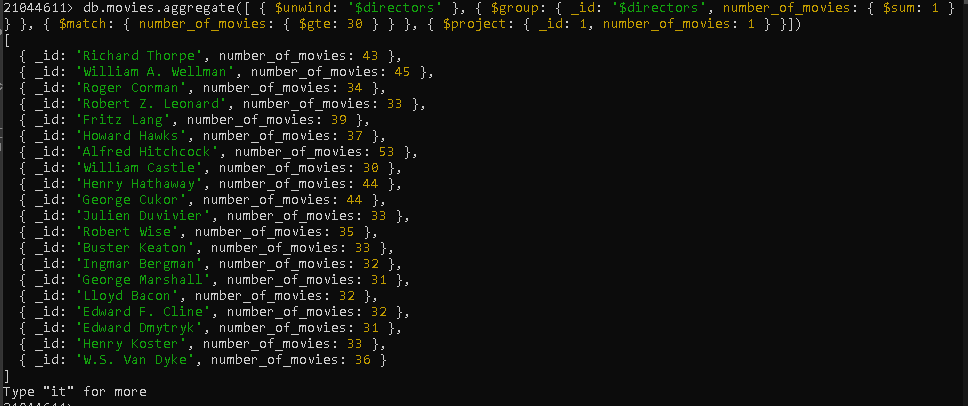 21044611> db.movies.aggregate([ { $unwind: '$directors' }, { $group: { _id: '$directors', number_of_movies: { $sum: 1 }
} }, { $match: { number_of_movies: { $gte: 30 } } }, { $project: { _id: 1, number_of_movies: 1 } }])
[
{ _id: 'Richard Thorpe', number_of_movies: 43 },
{ _id: 'William A. Wellman', number_of_movies: 45 },
{ _id: 'Roger Corman', number_of_movies: 34 },
{ _id: 'Robert Z. Leonard', number_of_movies: 33 },
{ _id: 'Fritz Lang', number_of_movies: 39 },
{ _id: 'Howard Hawks', number_of_movies: 37 },
{ _id: 'Alfred Hitchcock', number_of_movies: 53 },
{ _id: 'William Castle', number_of_movies: 30 },
{ _id: 'Henry Hathaway', number_of_movies: 44 },
{ _id: 'George Cukor', number_of_movies: 44 },
{ _id: 'Julien Duvivier', number_of_movies: 33 },
{ _id: 'Robert Wise', number_of_movies: 35 },
{ _id: 'Buster Keaton', number_of_movies: 33 },
{ _id: 'Ingmar Bergman', number_of_movies: 32 },
{ _id: 'George Marshall', number_of_movies: 31 },
{ _id: 'Lloyd Bacon', number_of_movies: 32 },
{ _id: 'Edward F. Cline', number_of_movies: 32 },
{ _id: 'Edward Dmytryk', number_of_movies: 31 },
{ _id: 'Henry Koster', number_of_movies: 33 },
{ _id: 'W.S. Van Dyke', number_of_movies: 36 }
]
Type "it" for more
21044611>